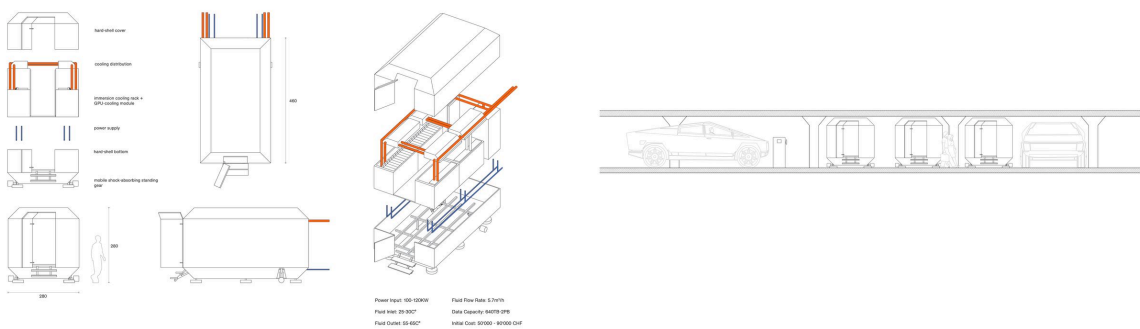 hard-shell cover
cooling distribution
immersion cooling rack +
GPU-cooling module
power supply
hard-shell bottom
mobile shock-absorbing standing
gear
460
260
Power Input: 100-120KW
Fluid Inlet: 25-30C°
Fluid Outlet: 55-65C°
Fluid Flow Rate: 5.7m³/h
Data Capacity: 640TB-2PB
Initial Cost: 50'000 - 90'000 CHF